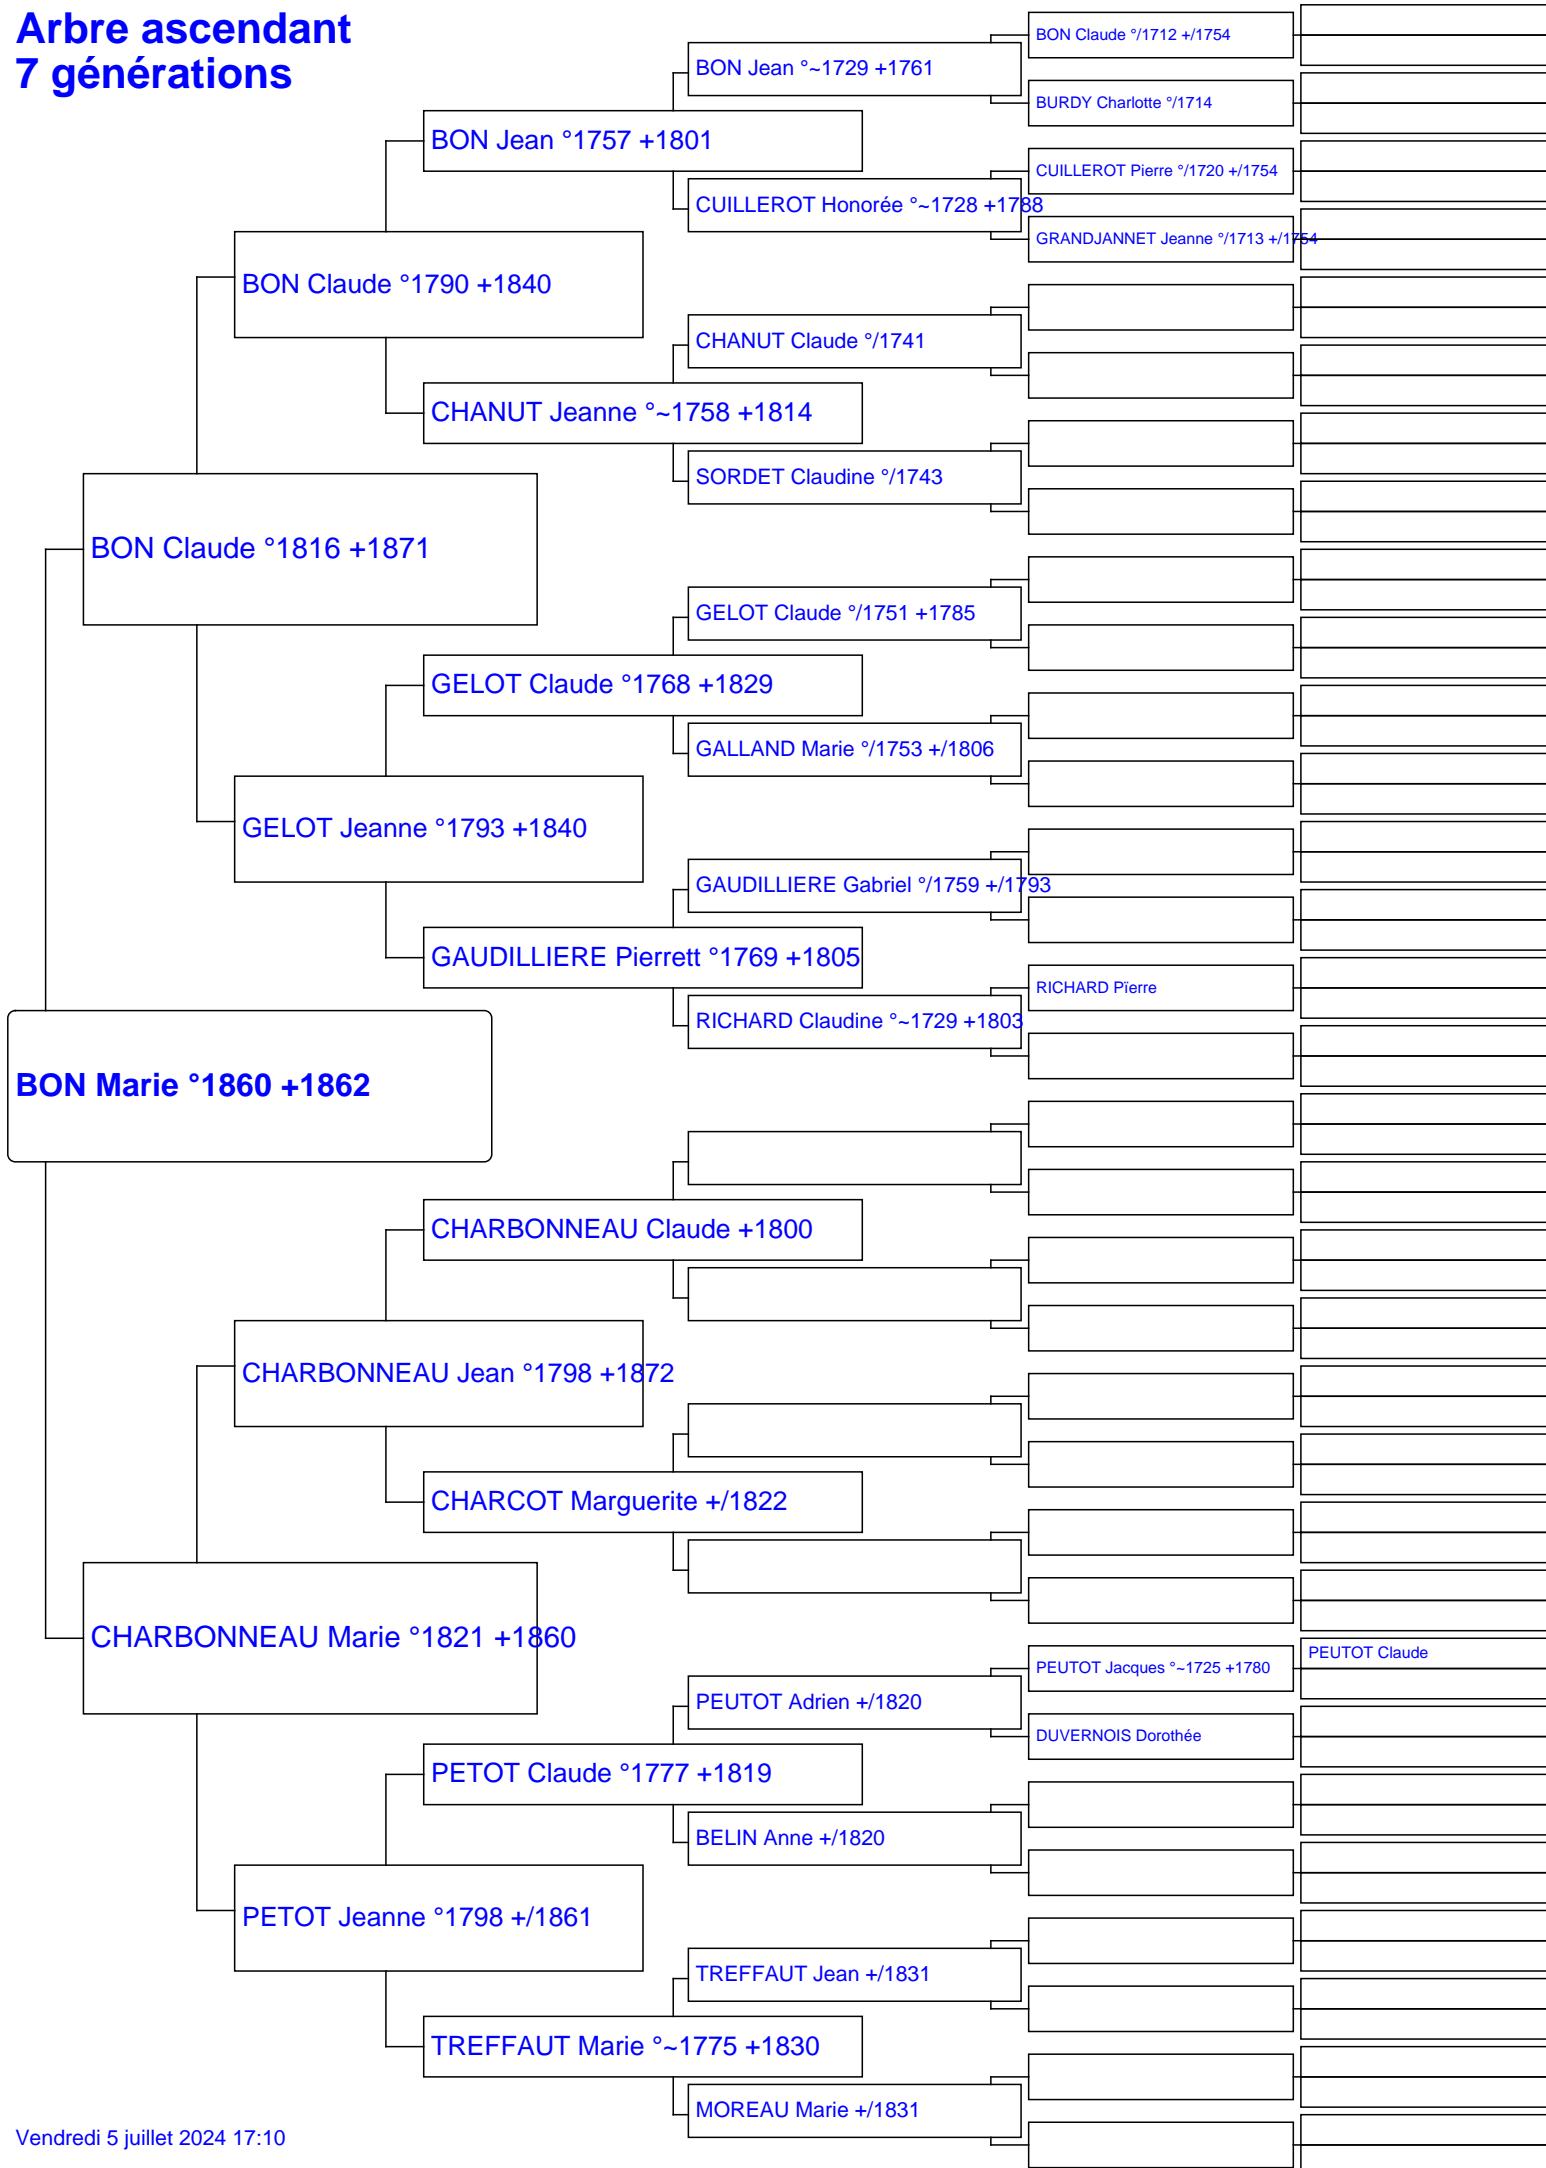 Arbre ascendant
7 générations
BON Claude °/1712 +/1754
BON Jean °~1729 +1761
BURDY Charlotte °/1714
BON Jean °1757 +1801
CUILLEROT Pierre °/1720 +/1754
CUILLEROT Honorée °~1728 +1788
GRANDJANNET Jeanne °/1713 +/1754
BON Claude °1790 +1840
CHANUT Claude °/1741
CHANUT Jeanne °~1758 +1814
SORDET Claudine °/1743
BON Claude °1816 +1871
GELOT Claude °/1751 +1785
GELOT Claude °1768 +1829
GALLAND Marie °/1753 +/1806
GELOT Jeanne °1793 +1840
GAUDILLIERE Gabriel °/1759 +/1793
GAUDILLIERE Pierrett °1769 +1805
RICHARD Pïerre
RICHARD Claudine °~1729 +1803
BON Marie °1860 +1862
CHARBONNEAU Claude +1800
CHARBONNEAU Jean °1798 +1872
CHARCOT Marguerite +/1822
CHARBONNEAU Marie °1821 +1860
PEUTOT Claude
PEUTOT Jacques °~1725 +1780
PEUTOT Adrien +/1820
DUVERNOIS Dorothée
PETOT Claude °1777 +1819
BELIN Anne +/1820
PETOT Jeanne °1798 +/1861
TREFFAUT Jean +/1831
TREFFAUT Marie °~1775 +1830
MOREAU Marie +/1831
Vendredi 5 juillet 2024 17:10